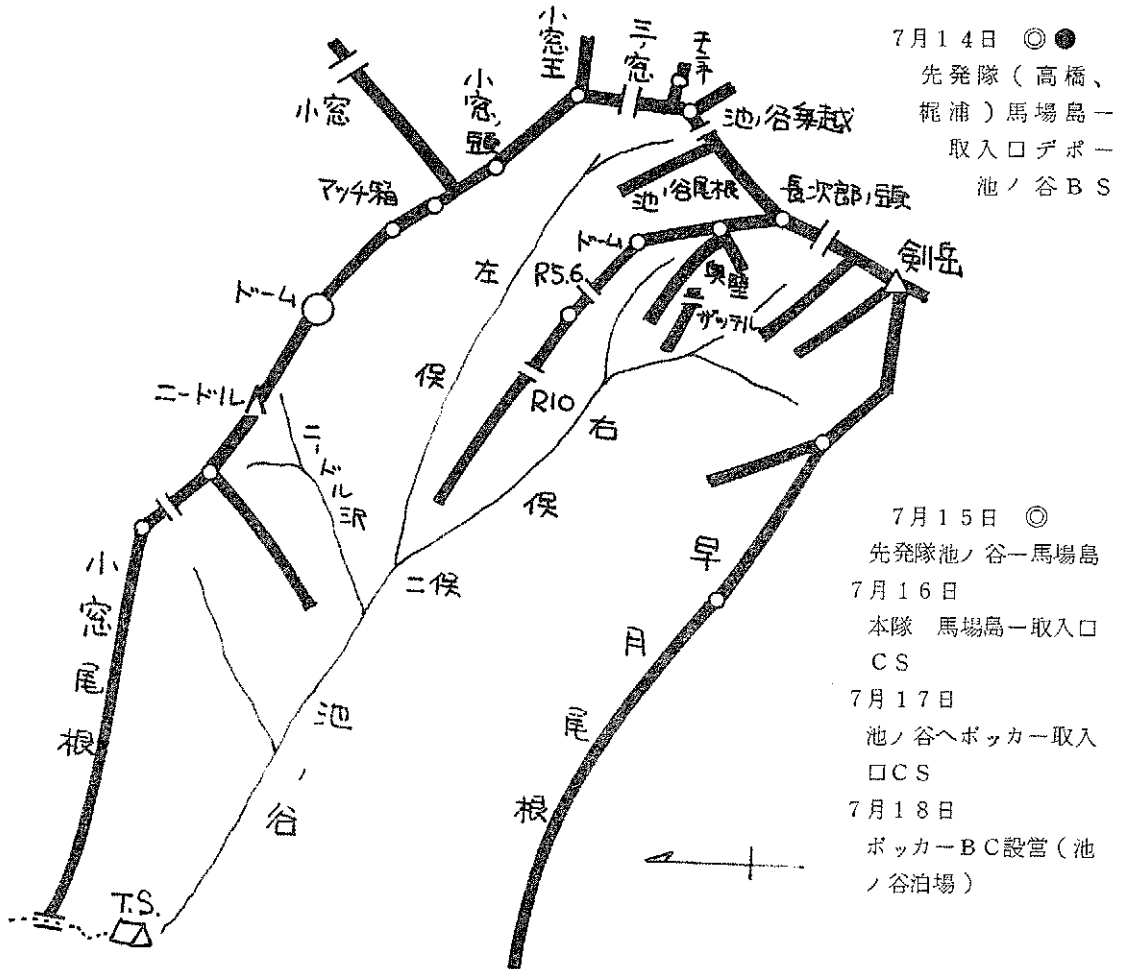 7月14日 ◎●
先発隊（高橋、
梶浦）馬場島ー
取入口デポー
池ノ谷BS
小窓王
三ノ窓
池ノ谷乗越
小窓
小窓ノ頭
マッチ箱
池ノ谷尾根
長次郎ノ頭
ドーム
剣岳
奥壁
R5.6
左
俣
ドーム
ニードル
R10
右
俣
ニードル沢
二俣
小窓尾根
池ノ谷
早月尾根
T.S.
7月15日 ◎
先発隊池ノ谷ー馬場島
7月16日
本隊 馬場島ー取入口
CS
7月17日
池ノ谷へボッカー取入
口CS
7月18日
ボッカーBC設営（池
ノ谷泊場）